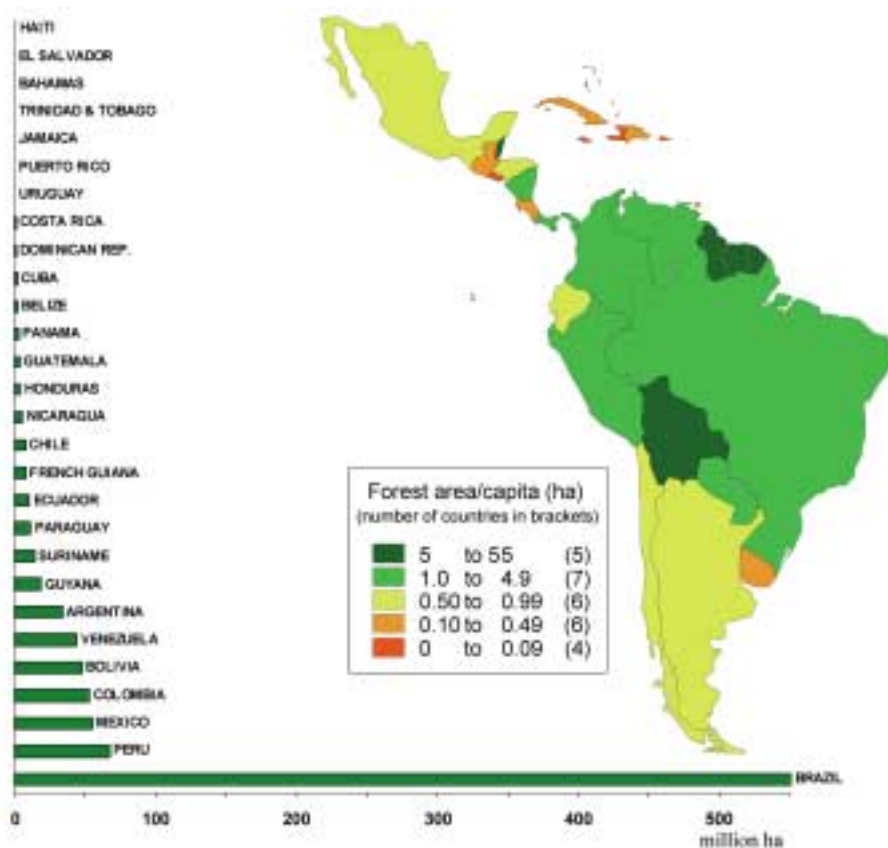 HAITI
EL SALVADOR
BAHAMAS
TRINIDAD & TOBAGO
JAMAICA
PUERTO RICO
URUGUAY
COSTA RICA
DOMINICAN REP.
CUBA
BELIZE
PANAMA
GUATEMALA
HONDURAS
NICARAGUA
CHILE
FRENCH GUIANA
ECUADOR
PARAGUAY
SURINAME
GUYANA
ARGENTINA
VENEZUELA
BOLIVIA
COLOMBIA
MEXICO
PERU
BRAZIL
0 100 200 300 400 500
million ha
Forest area/capita (ha)
(number of countries in brackets)
5 to 55 (5)
1.0 to 4.9 (7)
0.50 to 0.99 (6)
0.10 to 0.49 (6)
0 to 0.09 (4)